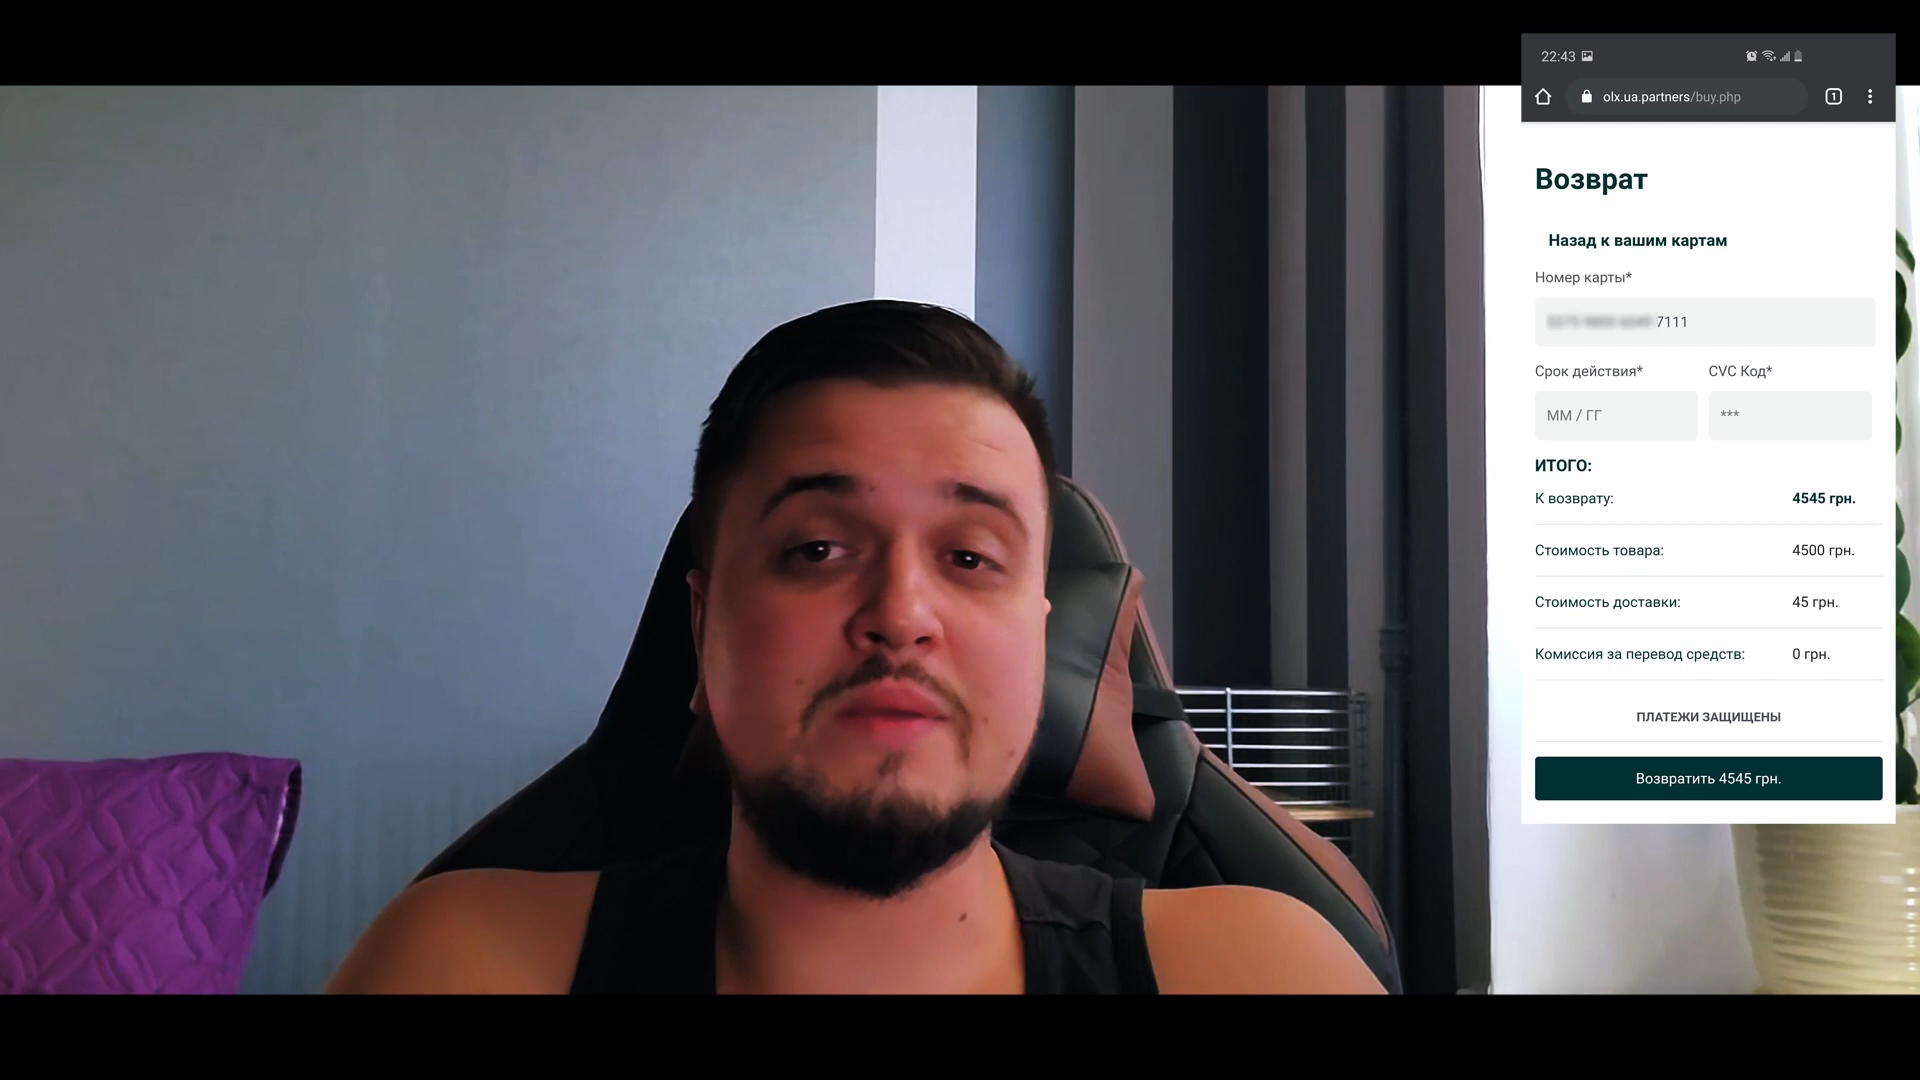 22:43
olx.ua.partners/buy.php
1
Возврат
Назад к вашим картам
Номер карты*
7111
Срок действия* CVC Код*
ММ / ГГ ***
ИТОГО:
К возврату: 4545 грн.
Стоимость товара: 4500 грн.
Стоимость доставки: 45 грн.
Комиссия за перевод средств: 0 грн.
ПЛАТЕЖИ ЗАЩИЩЕНЫ
Возвратить 4545 грн.